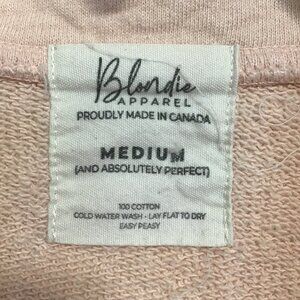 Blondie
APPAREL
PROUDLY MADE IN CANADA
MEDIUM
(AND ABSOLUTELY PERFECT)
100 COTTON
COLD WATER WASH - LAY FLAT TO DRY
EASY PEASY